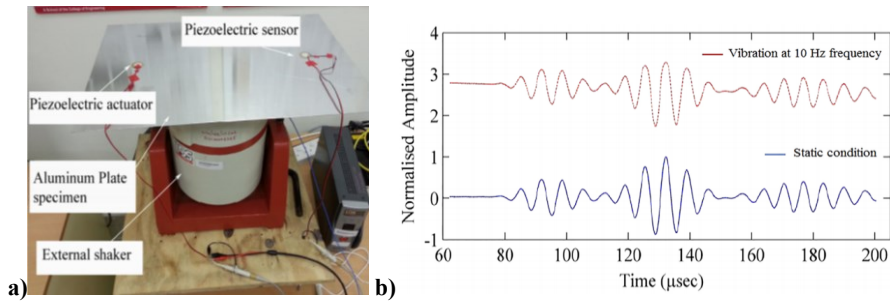 Piezoelectric sensor
Piezoelectric actuator
Aluminum Plate
specimen
External shaker
a)
b)
Normalised Amplitude
4
3
2
1
0
-1
Vibration at 10 Hz frequency
Static condition
60 80 100 120 140 160 180 200
Time (μsec)